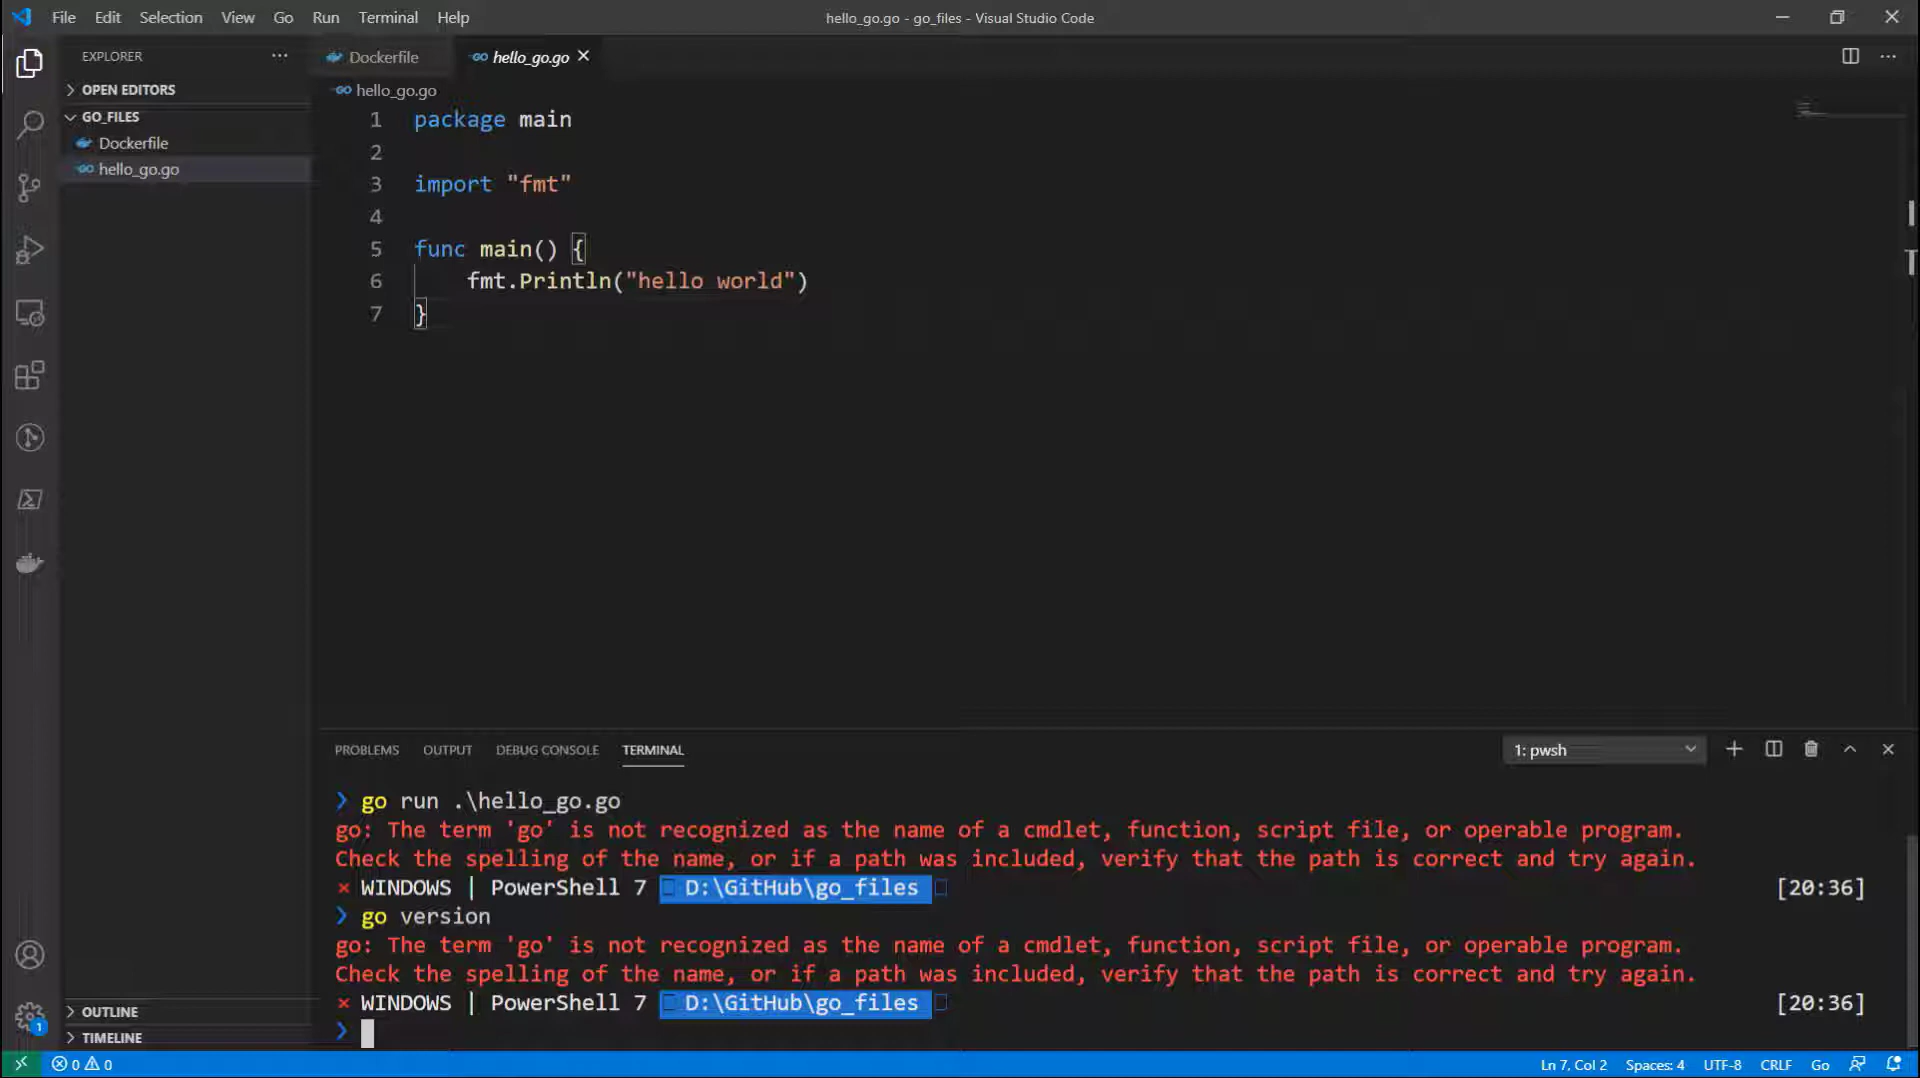 File Edit Selection View Go Run Terminal Help
hello_go.go - go_files - Visual Studio Code
EXPLORER
OPEN EDITORS
GO_FILES
Dockerfile
hello_go.go
OUTLINE
TIMELINE
Dockerfile hello_go.go
hello_go.go
1 package main
2
3 import "fmt"
4
5 func main() {
6 fmt.Println("hello world")
7 }
PROBLEMS OUTPUT DEBUG CONSOLE TERMINAL
1: pwsh
❯ go run .\hello_go.go
go: The term 'go' is not recognized as the name of a cmdlet, function, script file, or operable program.
Check the spelling of the name, or if a path was included, verify that the path is correct and try again.
× WINDOWS | PowerShell 7 D:\GitHub\go_files [20:36]
❯ go version
go: The term 'go' is not recognized as the name of a cmdlet, function, script file, or operable program.
Check the spelling of the name, or if a path was included, verify that the path is correct and try again.
× WINDOWS | PowerShell 7 D:\GitHub\go_files [20:36]
❯
1
0 0
Ln 7, Col 2 Spaces: 4 UTF-8 CRLF Go